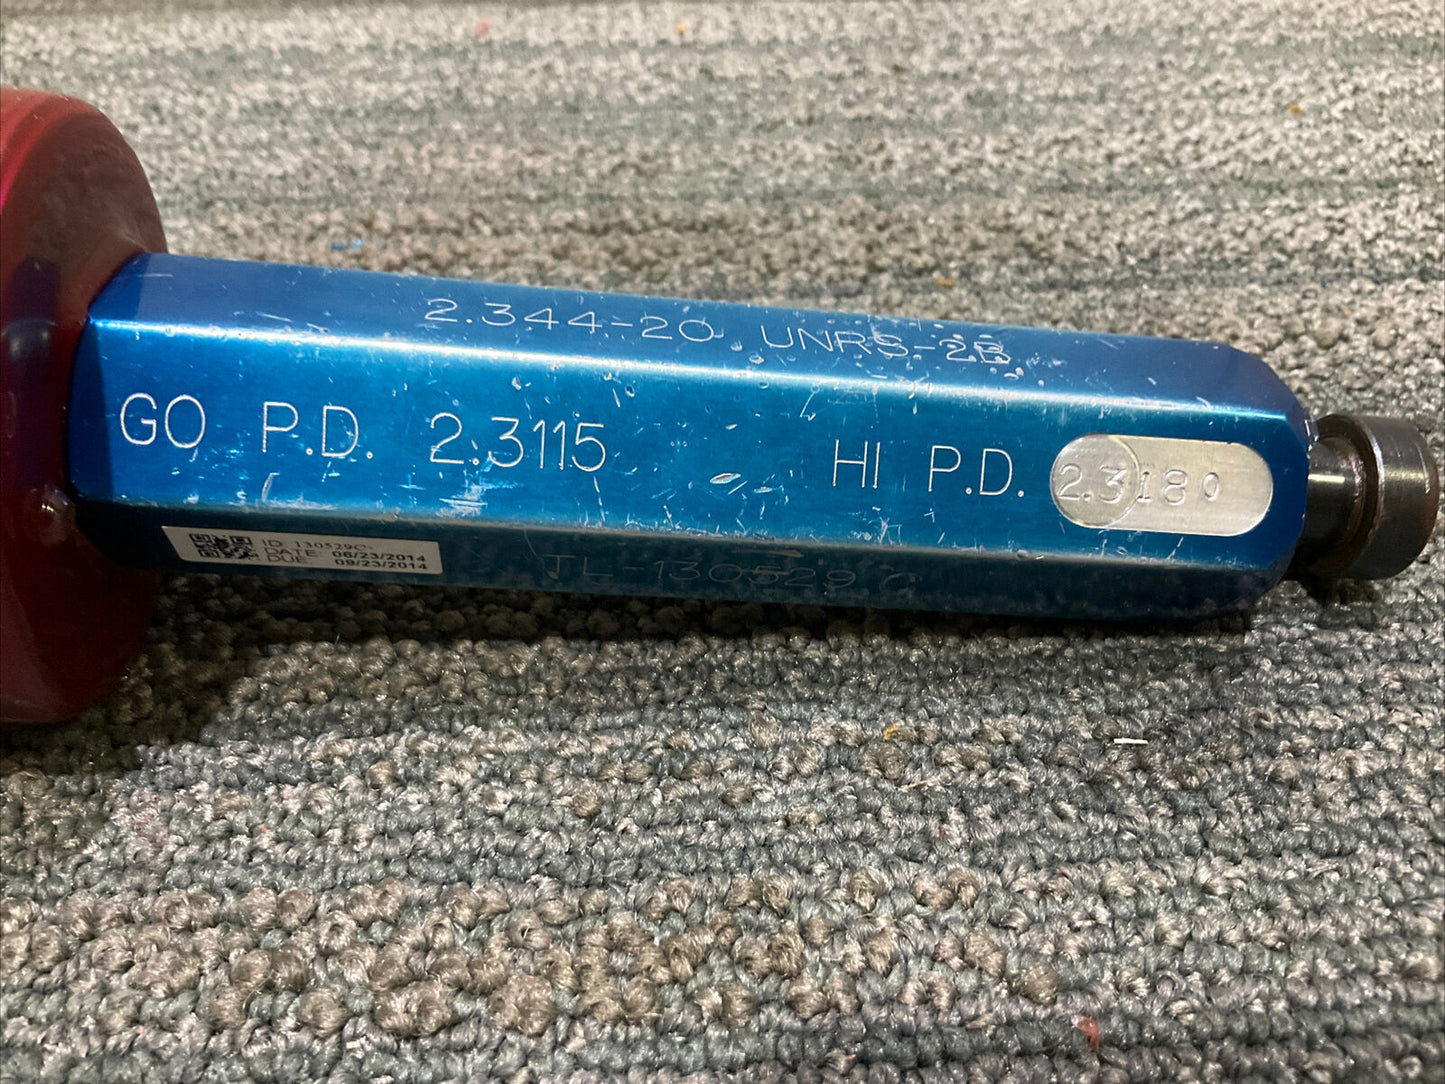 2.344-20 UNRS-2B
GO P.D. 2.3115
HI P.D. 2.3180
ID: 130529C
DATE: 06/23/2014
DUE: 09/23/2014
TL-130529 C